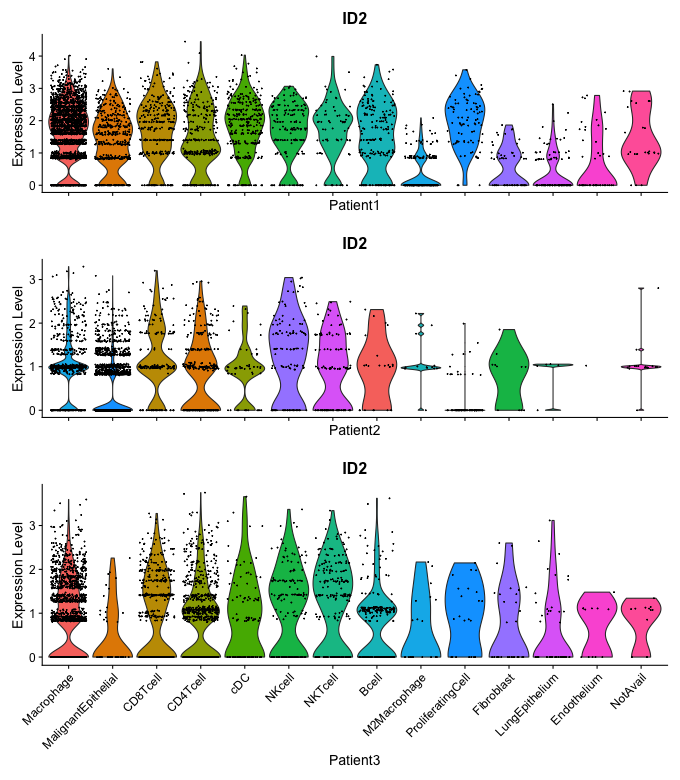 ID2
Expression Level
4
3
2
1
0
Patient1
ID2
Expression Level
3
2
1
0
Patient2
ID2
Expression Level
3
2
1
0
Macrophage
MalignantEpithelial
CD8Tcell
CD4Tcell
cDC
NKcell
NKTcell
Bcell
M2Macrophage
ProliferatingCell
Fibroblast
LungEpithelium
Endothelium
NotAvail
Patient3